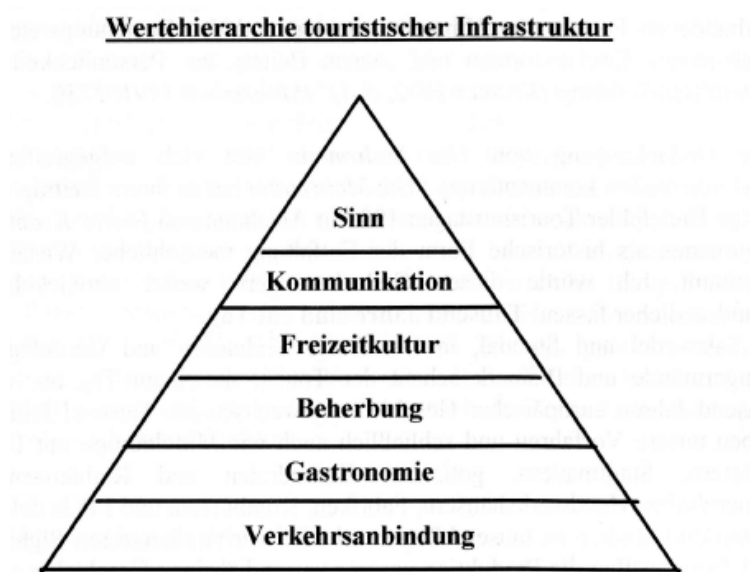 Wertehierarchie touristischer Infrastruktur
Sinn
Kommunikation
Freizeitkultur
Beherbung
Gastronomie
Verkehrsanbindung